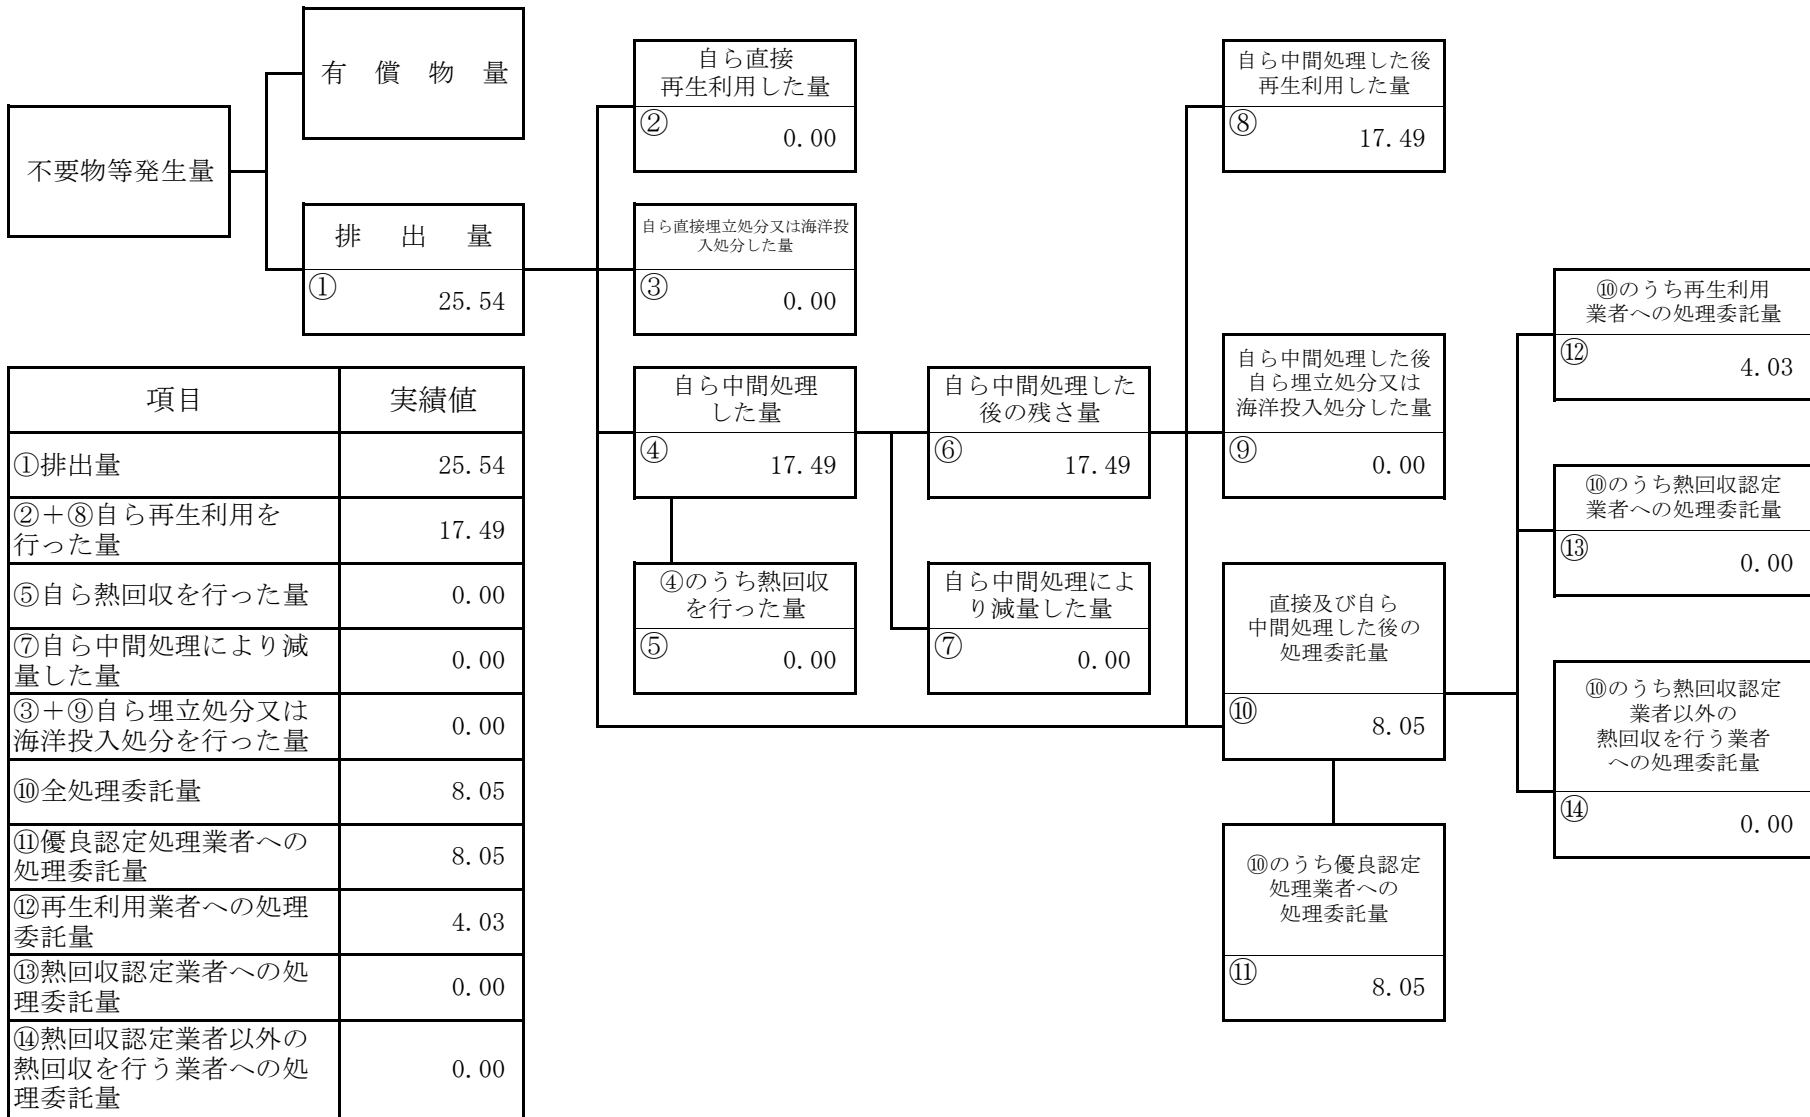 有 償 物 量
不要物等発生量
排 出 量
① 25.54
自ら直接
再生利用した量
② 0.00
自ら直接埋立処分又は海洋投
入処分した量
③ 0.00
自ら中間処理
した量
④ 17.49
④のうち熱回収
を行った量
⑤ 0.00
自ら中間処理した
後の残さ量
⑥ 17.49
自ら中間処理によ
り減量した量
⑦ 0.00
自ら中間処理した後
再生利用した量
⑧ 17.49
自ら中間処理した後
自ら埋立処分又は
海洋投入処分した量
⑨ 0.00
直接及び自ら
中間処理した後の
処理委託量
⑩ 8.05
⑩のうち優良認定
処理業者への
処理委託量
⑪ 8.05
⑩のうち再生利用
業者への処理委託量
⑫ 4.03
⑩のうち熱回収認定
業者への処理委託量
⑬ 0.00
⑩のうち熱回収認定
業者以外の
熱回収を行う業者
への処理委託量
⑭ 0.00
項目 実績値
①排出量 25.54
②＋⑧自ら再生利用を
行った量 17.49
⑤自ら熱回収を行った量 0.00
⑦自ら中間処理により減
量した量 0.00
③＋⑨自ら埋立処分又は
海洋投入処分を行った量 0.00
⑩全処理委託量 8.05
⑪優良認定処理業者への
処理委託量 8.05
⑫再生利用業者への処理
委託量 4.03
⑬熱回収認定業者への処
理委託量 0.00
⑭熱回収認定業者以外の
熱回収を行う業者への処
理委託量 0.00